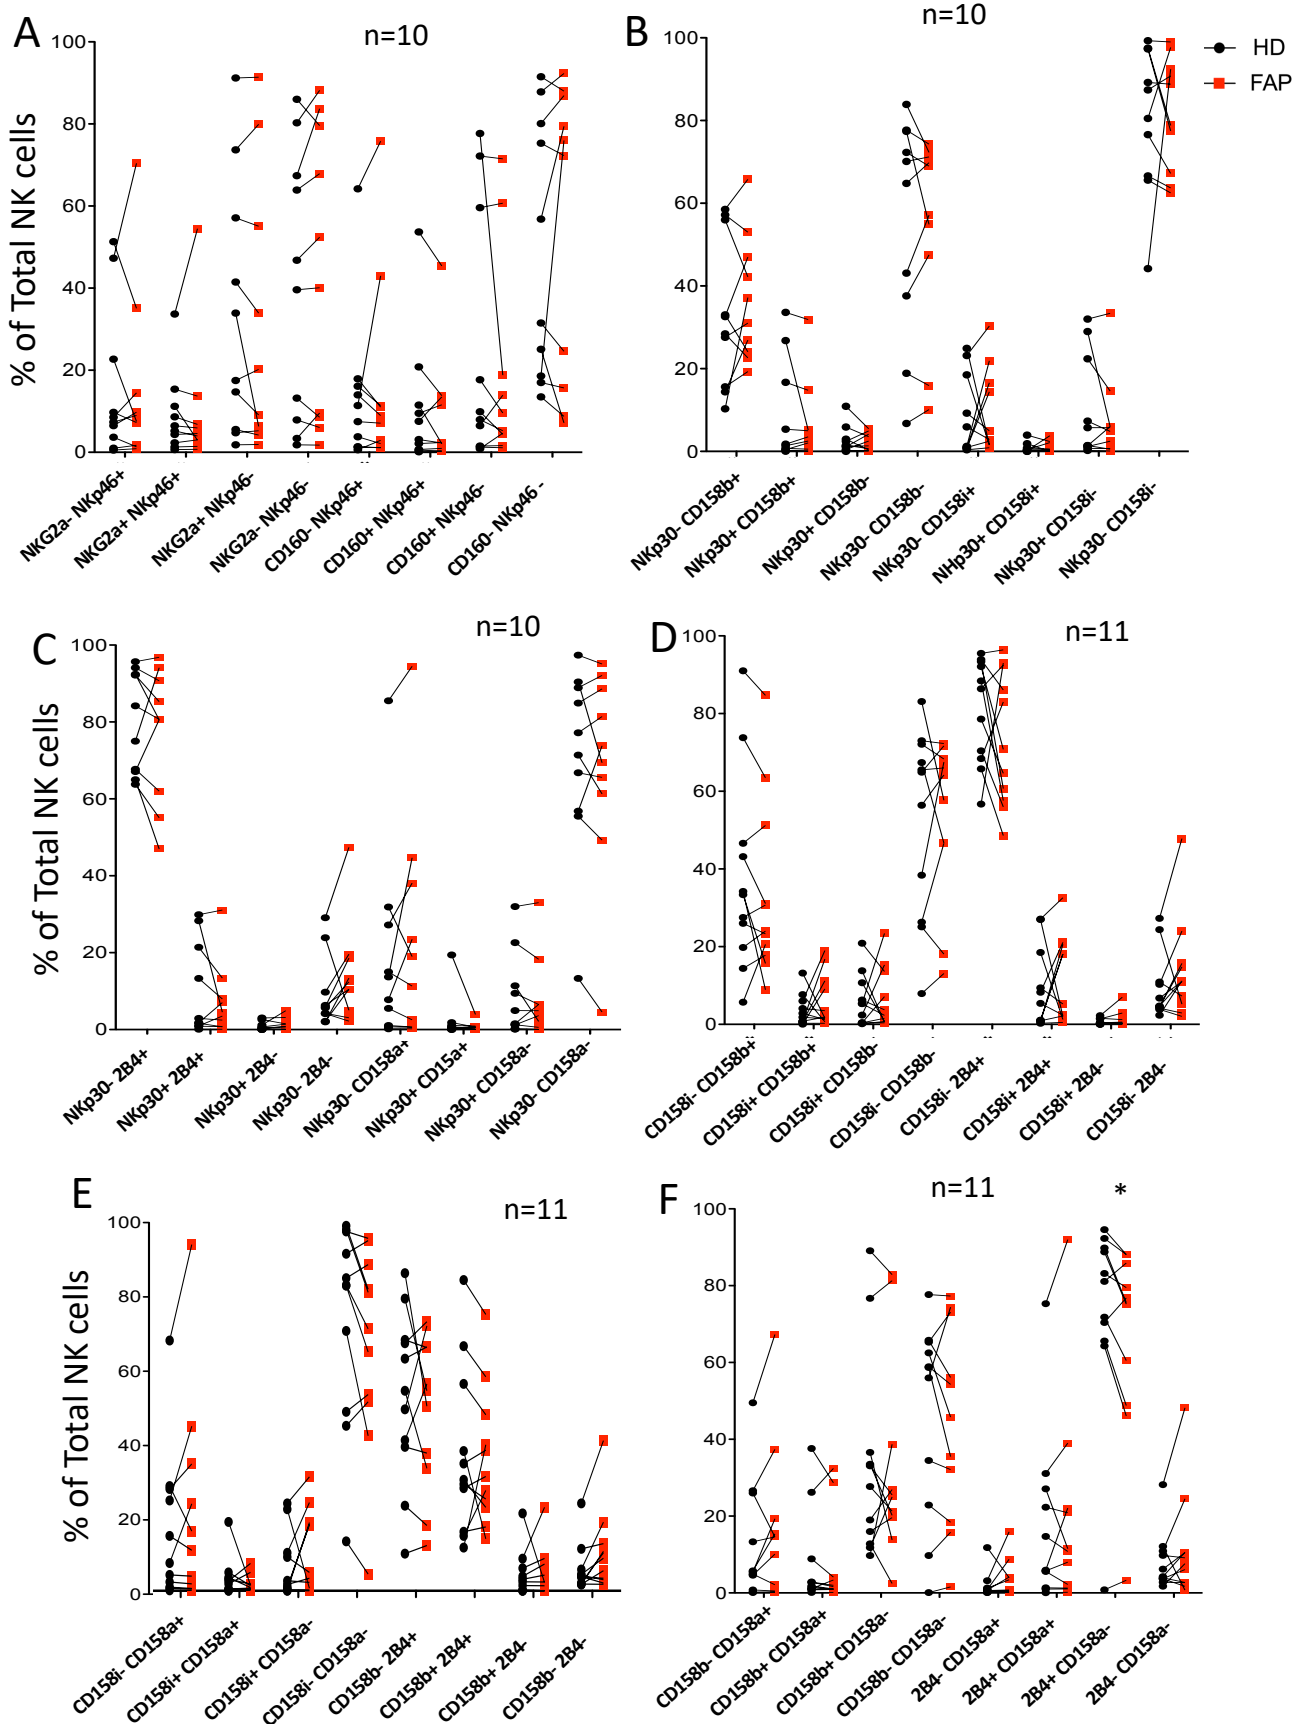 A
n=10
% of Total NK cells
100
80
60
40
20
0
NKG2a- NKp46+
NKG2a+ NKp46+
NKG2a+ NKp46-
NKG2a- NKp46-
CD160- NKp46+
CD160+ NKp46+
CD160+ NKp46-
CD160- NKp46 -
B
n=10
HD
FAP
100
80
60
40
20
0
NKp30- CD158b+
NKp30+ CD158b+
NKp30+ CD158b-
NKp30- CD158b-
NKp30- CD158i+
NHp30+ CD158i+
NKp30+ CD158i-
NKp30- CD158i-
C
n=10
% of Total NK cells
100
80
60
40
20
0
NKp30- 2B4+
NKp30+ 2B4+
NKp30+ 2B4-
NKp30- 2B4-
NKp30- CD158a+
NKp30+ CD15a+
NKp30+ CD158a-
NKp30- CD158a-
D
n=11
100
80
60
40
20
0
CD158i- CD158b+
CD158i+ CD158b+
CD158i+ CD158b-
CD158i- CD158b-
CD158i- 2B4+
CD158i+ 2B4+
CD158i+ 2B4-
CD158i- 2B4-
E
n=11
% of Total NK cells
100
80
60
40
20
0
CD158i- CD158a+
CD158i+ CD158a+
CD158i+ CD158a-
CD158i- CD158a-
CD158b- 2B4+
CD158b+ 2B4+
CD158b+ 2B4-
CD158b- 2B4-
F
n=11
*
100
80
60
40
20
0
CD158b- CD158a+
CD158b+ CD158a+
CD158b+ CD158a-
CD158b- CD158a-
2B4- CD158a+
2B4+ CD158a+
2B4+ CD158a-
2B4- CD158a-